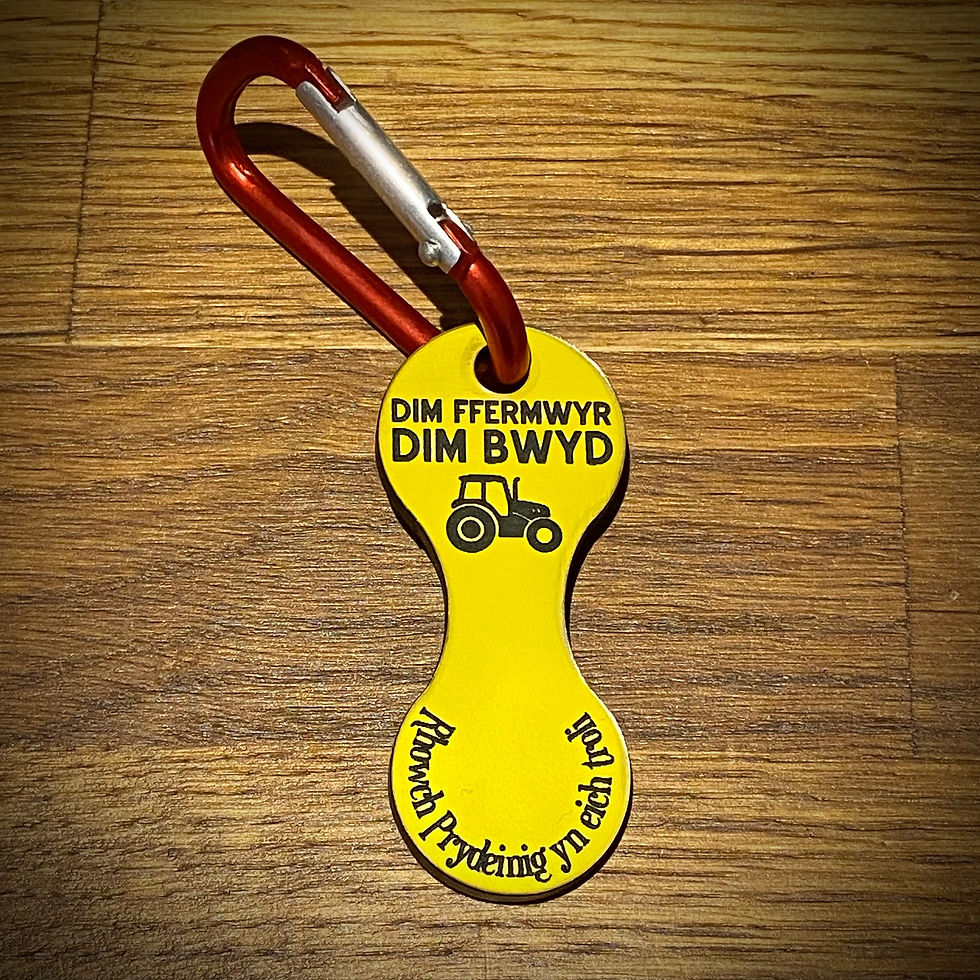 DIM FFERMWYR
DIM BWYD
Rhowch Prydeinig yn eich troli